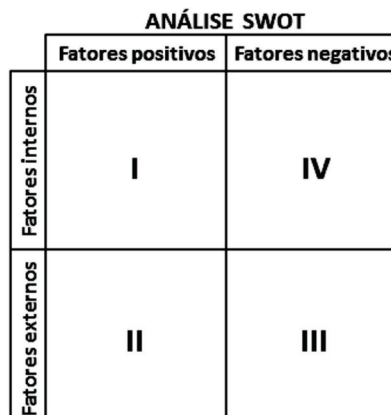 ANÁLISE SWOT
Fatores positivos
Fatores negativos
Fatores internos
I
IV
Fatores externos
II
III